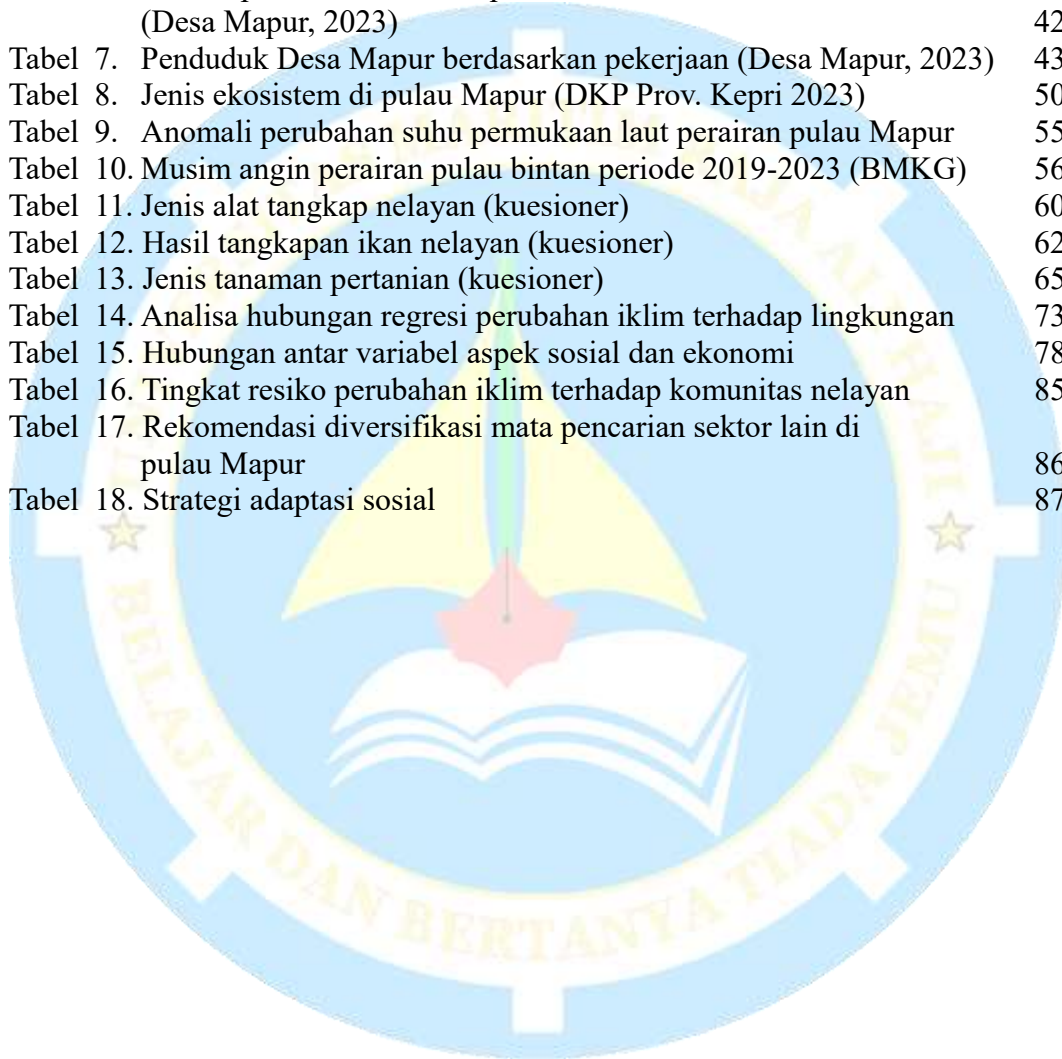 (Desa Mapur, 2023) 42
Tabel 7. Penduduk Desa Mapur berdasarkan pekerjaan (Desa Mapur, 2023) 43
Tabel 8. Jenis ekosistem di pulau Mapur (DKP Prov. Kepri 2023) 50
Tabel 9. Anomali perubahan suhu permukaan laut perairan pulau Mapur 55
Tabel 10. Musim angin perairan pulau bintan periode 2019-2023 (BMKG) 56
Tabel 11. Jenis alat tangkap nelayan (kuesioner) 60
Tabel 12. Hasil tangkapan ikan nelayan (kuesioner) 62
Tabel 13. Jenis tanaman pertanian (kuesioner) 65
Tabel 14. Analisa hubungan regresi perubahan iklim terhadap lingkungan 73
Tabel 15. Hubungan antar variabel aspek sosial dan ekonomi 78
Tabel 16. Tingkat resiko perubahan iklim terhadap komunitas nelayan 85
Tabel 17. Rekomendasi diversifikasi mata pencarian sektor lain di
pulau Mapur 86
Tabel 18. Strategi adaptasi sosial 87
BELAJAR DAN BERTANYA TIADA JEMU